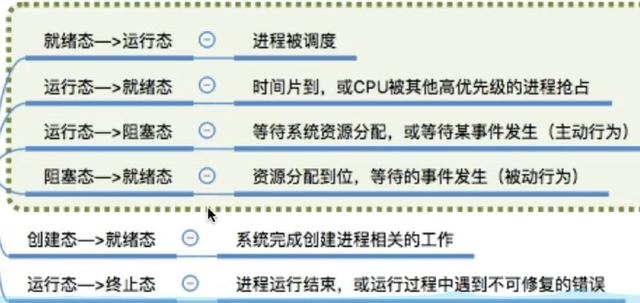 就绪态—>运行态 进程被调度
运行态—>就绪态 时间片到，或CPU被其他高优先级的进程抢占
运行态—>阻塞态 等待系统资源分配，或等待某事件发生（主动行为）
阻塞态—>就绪态 资源分配到位，等待的事件发生（被动行为）
创建态—>就绪态 系统完成创建进程相关的工作
运行态—>终止态 进程运行结束，或运行过程中遇到不可修复的错误